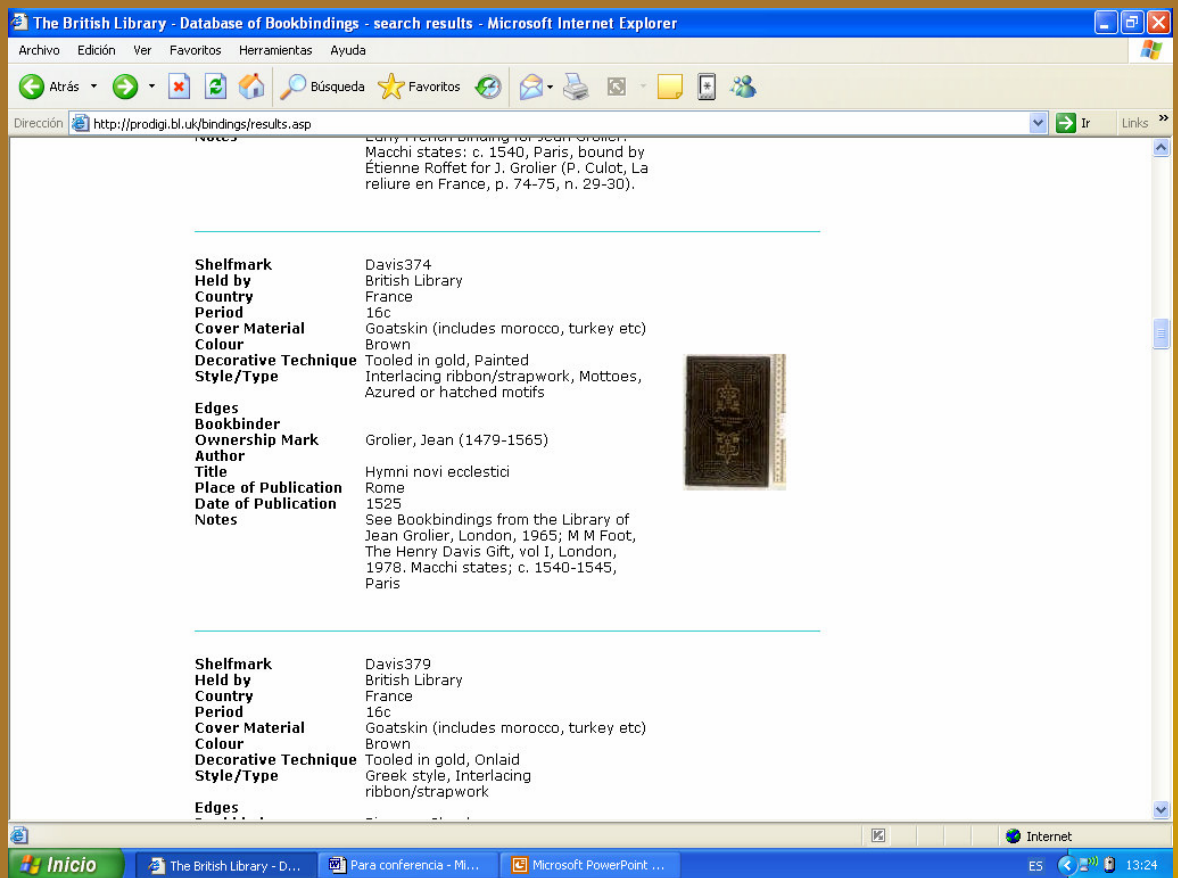 The British Library - Database of Bookbindings - search results - Microsoft Internet Explorer
Archivo Edición Ver Favoritos Herramientas Ayuda
Atrás Búsqueda Favoritos
Dirección http://prodigi.bl.uk/bindings/results.asp Ir Links
Notes Early French binding for Jean Grolier.
Macchi states: c. 1540, Paris, bound by
Étienne Roffet for J. Grolier (P. Culot, La
reliure en France, p. 74-75, n. 29-30).
Shelfmark Davis374
Held by British Library
Country France
Period 16c
Cover Material Goatskin (includes morocco, turkey etc)
Colour Brown
Decorative Technique Tooled in gold, Painted
Style/Type Interlacing ribbon/strapwork, Mottoes,
Azured or hatched motifs
Edges
Bookbinder
Ownership Mark Grolier, Jean (1479-1565)
Author
Title Hymni novi ecclestici
Place of Publication Rome
Date of Publication 1525
Notes See Bookbindings from the Library of
Jean Grolier, London, 1965; M M Foot,
The Henry Davis Gift, vol I, London,
1978. Macchi states; c. 1540-1545,
Paris
Shelfmark Davis379
Held by British Library
Country France
Period 16c
Cover Material Goatskin (includes morocco, turkey etc)
Colour Brown
Decorative Technique Tooled in gold, Onlaid
Style/Type Greek style, Interlacing
ribbon/strapwork
Edges
Internet
Inicio The British Library - D... Para conferencia - Mi... Microsoft PowerPoint ... ES 13:24